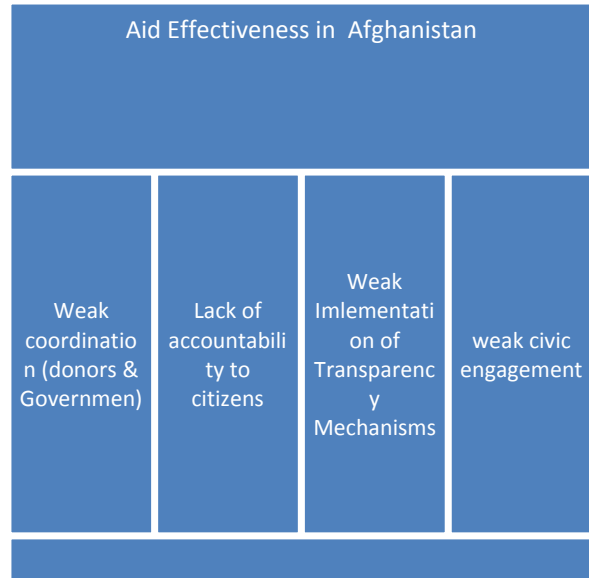 Aid Effectiveness in  Afghanistan
Weak
coordinatio
n (donors &
Governmen)
Lack of
accountabili
ty to
citizens
Weak
Imlementati
on of
Transparenc
y
Mechanisms
weak civic
engagement